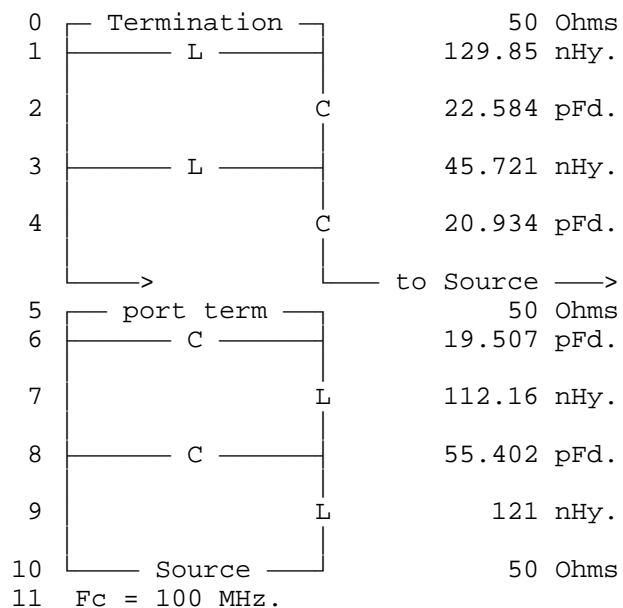 0 Termination 50 Ohms
1 L 129.85 nHy.
2 C 22.584 pFd.
3 L 45.721 nHy.
4 C 20.934 pFd.
> to Source >
5 port term 50 Ohms
6 C 19.507 pFd.
7 L 112.16 nHy.
8 C 55.402 pFd.
9 L 121 nHy.
10 Source 50 Ohms
11 Fc = 100 MHz.